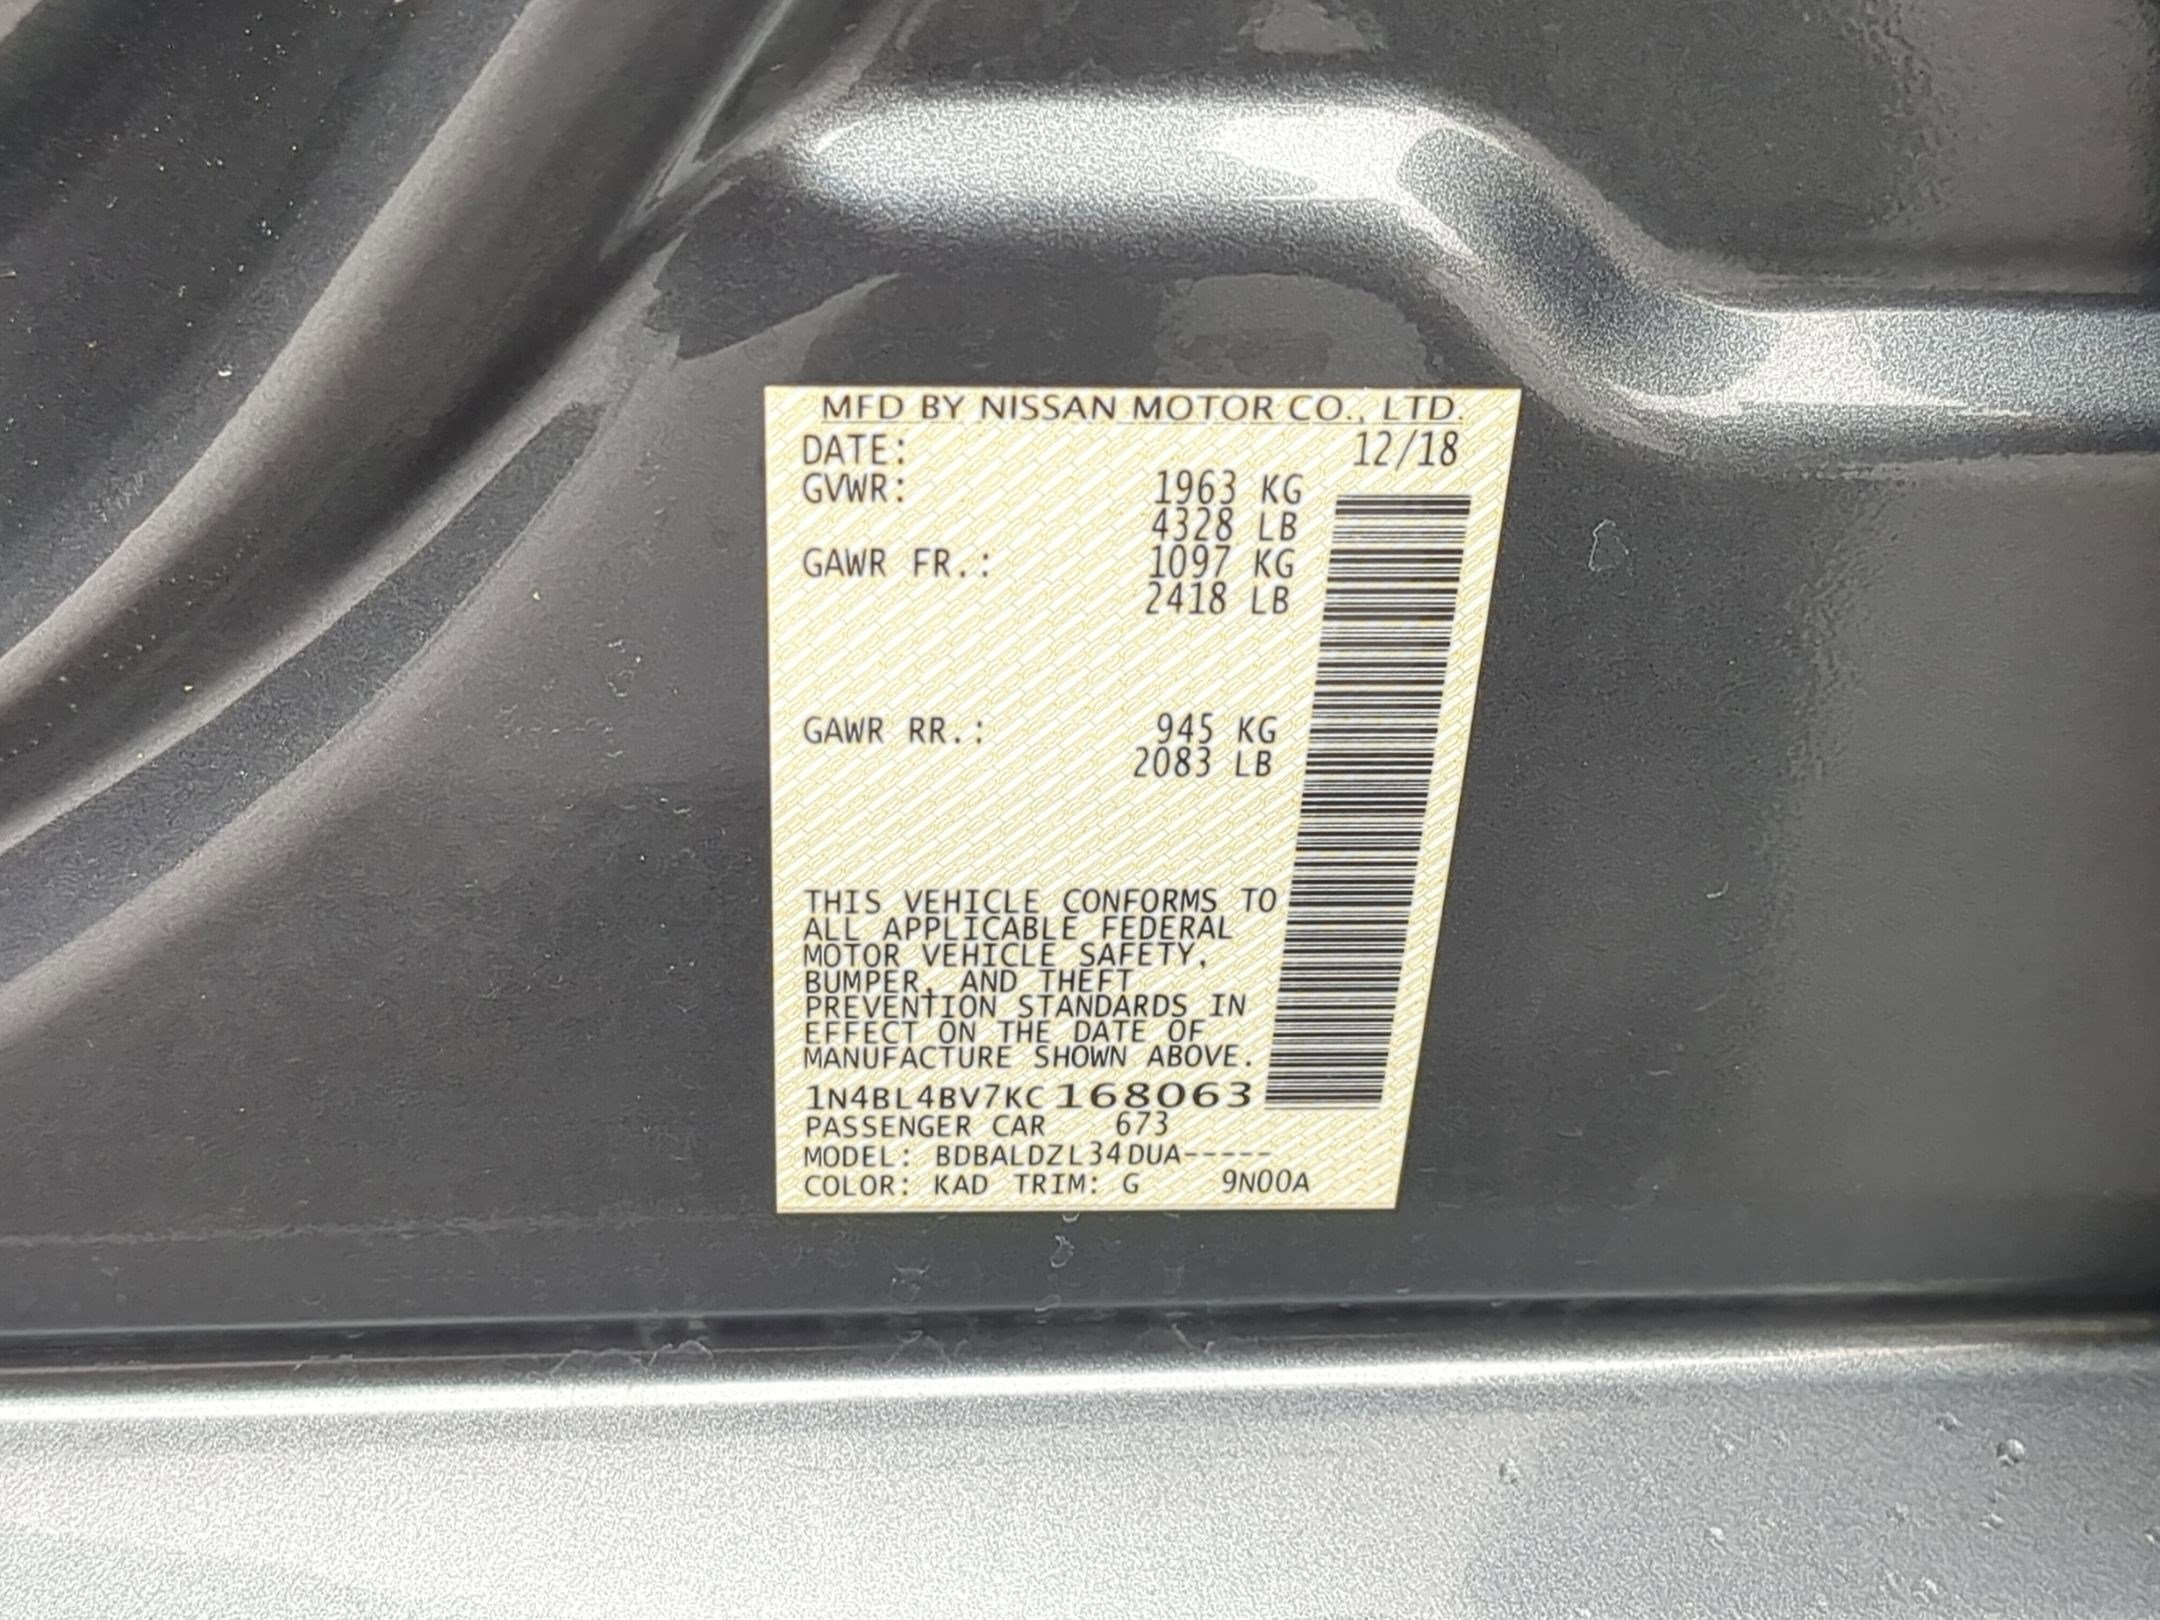 MFD BY NISSAN MOTOR CO., LTD.
DATE: 12/18
GVWR: 1963 KG
4328 LB
GAWR FR.: 1097 KG
2418 LB
GAWR RR.: 945 KG
2083 LB
THIS VEHICLE CONFORMS TO
ALL APPLICABLE FEDERAL
MOTOR VEHICLE SAFETY,
BUMPER, AND THEFT
PREVENTION STANDARDS IN
EFFECT ON THE DATE OF
MANUFACTURE SHOWN ABOVE.
1N4BL4BV7KC168063
PASSENGER CAR 673
MODEL: BDBALDZL34DUA-----
COLOR: KAD TRIM: G 9N00A